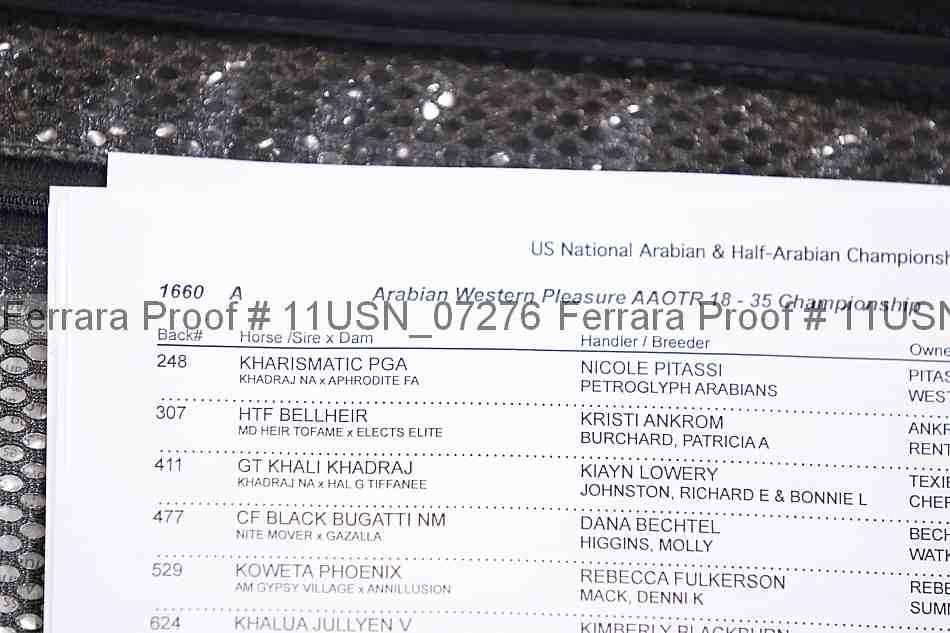 US National Arabian & Half-Arabian Championsh
1660 A Arabian Western Pleasure AAOTR 18 - 35 Championship
Ferrara Proof # 11USN_07276 Ferrara Proof # 11USN
Back# Horse /Sire x Dam Handler / Breeder Owne
248 KHARISMATIC PGA NICOLE PITASSI PITAS
KHADRAJ NA x APHRODITE FA PETROGLYPH ARABIANS WEST
307 HTF BELLHEIR KRISTI ANKROM ANKR
MD HEIR TOFAME x ELECTS ELITE BURCHARD, PATRICIA A RENT
411 GT KHALI KHADRAJ KIAYN LOWERY TEXIE
KHADRAJ NA x HAL G TIFFANEE JOHNSTON, RICHARD E & BONNIE L CHER
477 CF BLACK BUGATTI NM DANA BECHTEL BECH
NITE MOVER x GAZALLA HIGGINS, MOLLY WATK
529 KOWETA PHOENIX REBECCA FULKERSON REBE
AM GYPSY VILLAGE x ANNILLUSION MACK, DENNI K SUMM
624 KHALUA JULLYEN V KIMBERLY BLACKBURN